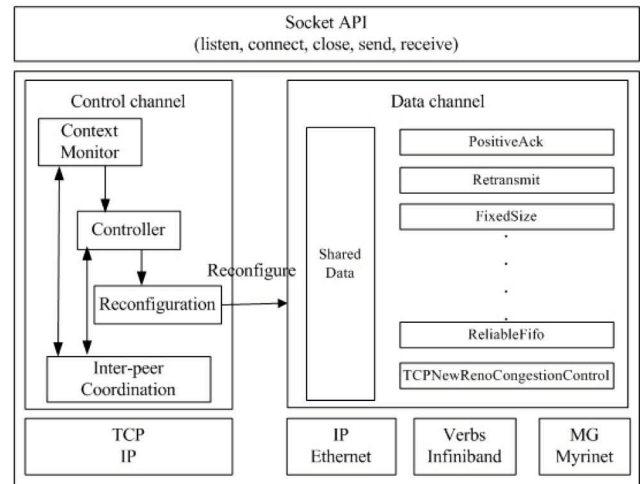 Socket API
(listen, connect, close, send, receive)
Control channel
Context
Monitor
Controller
Reconfiguration
Inter-peer
Coordination
Reconfigure
Data channel
Shared
Data
PositiveAck
Retransmit
FixedSize
ReliableFifo
TCPNewRenoCongestionControl
TCP
IP
IP
Ethernet
Verbs
Infiniband
MG
Myrinet